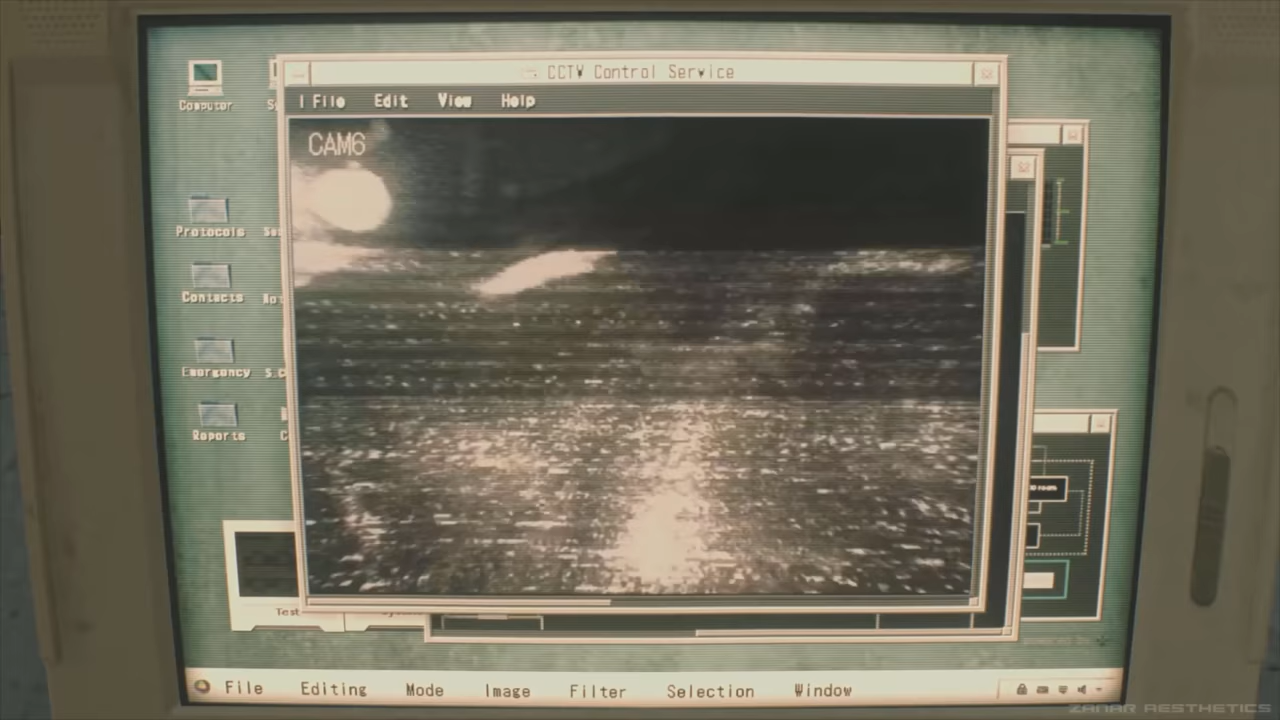 CCTV Control Service
File Edit View Help
CAM6
Computer
Protocols
Contacts
Emergency
Reports
Test
File Editing Mode Image Filter Selection Window
ZANAR AESTHETICS